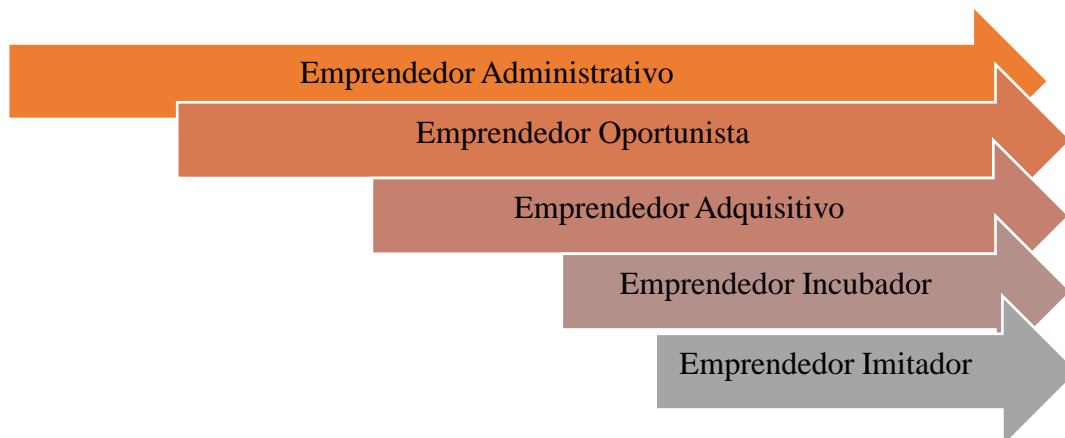 Emprendedor Administrativo
Emprendedor Oportunista
Emprendedor Adquisitivo
Emprendedor Incubador
Emprendedor Imitador